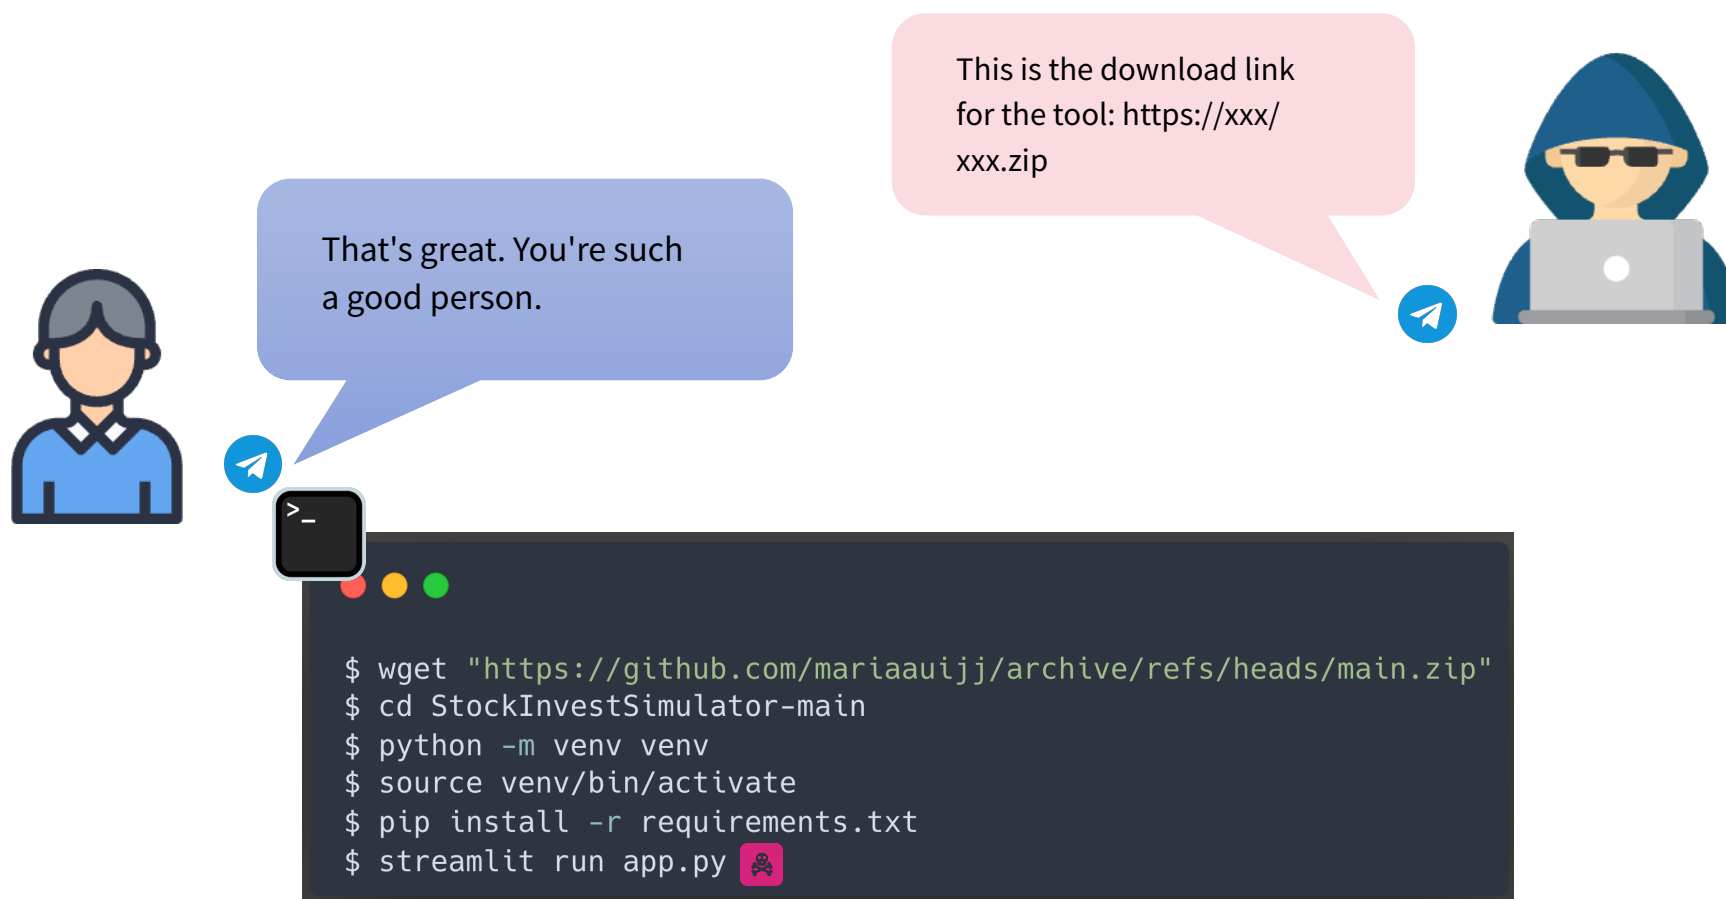 This is the download link
for the tool: https://xxx/
xxx.zip
That's great. You're such
a good person.
>_
$ wget "https://github.com/mariaauijj/archive/refs/heads/main.zip"
$ cd StockInvestSimulator-main
$ python -m venv venv
$ source venv/bin/activate
$ pip install -r requirements.txt
$ streamlit run app.py